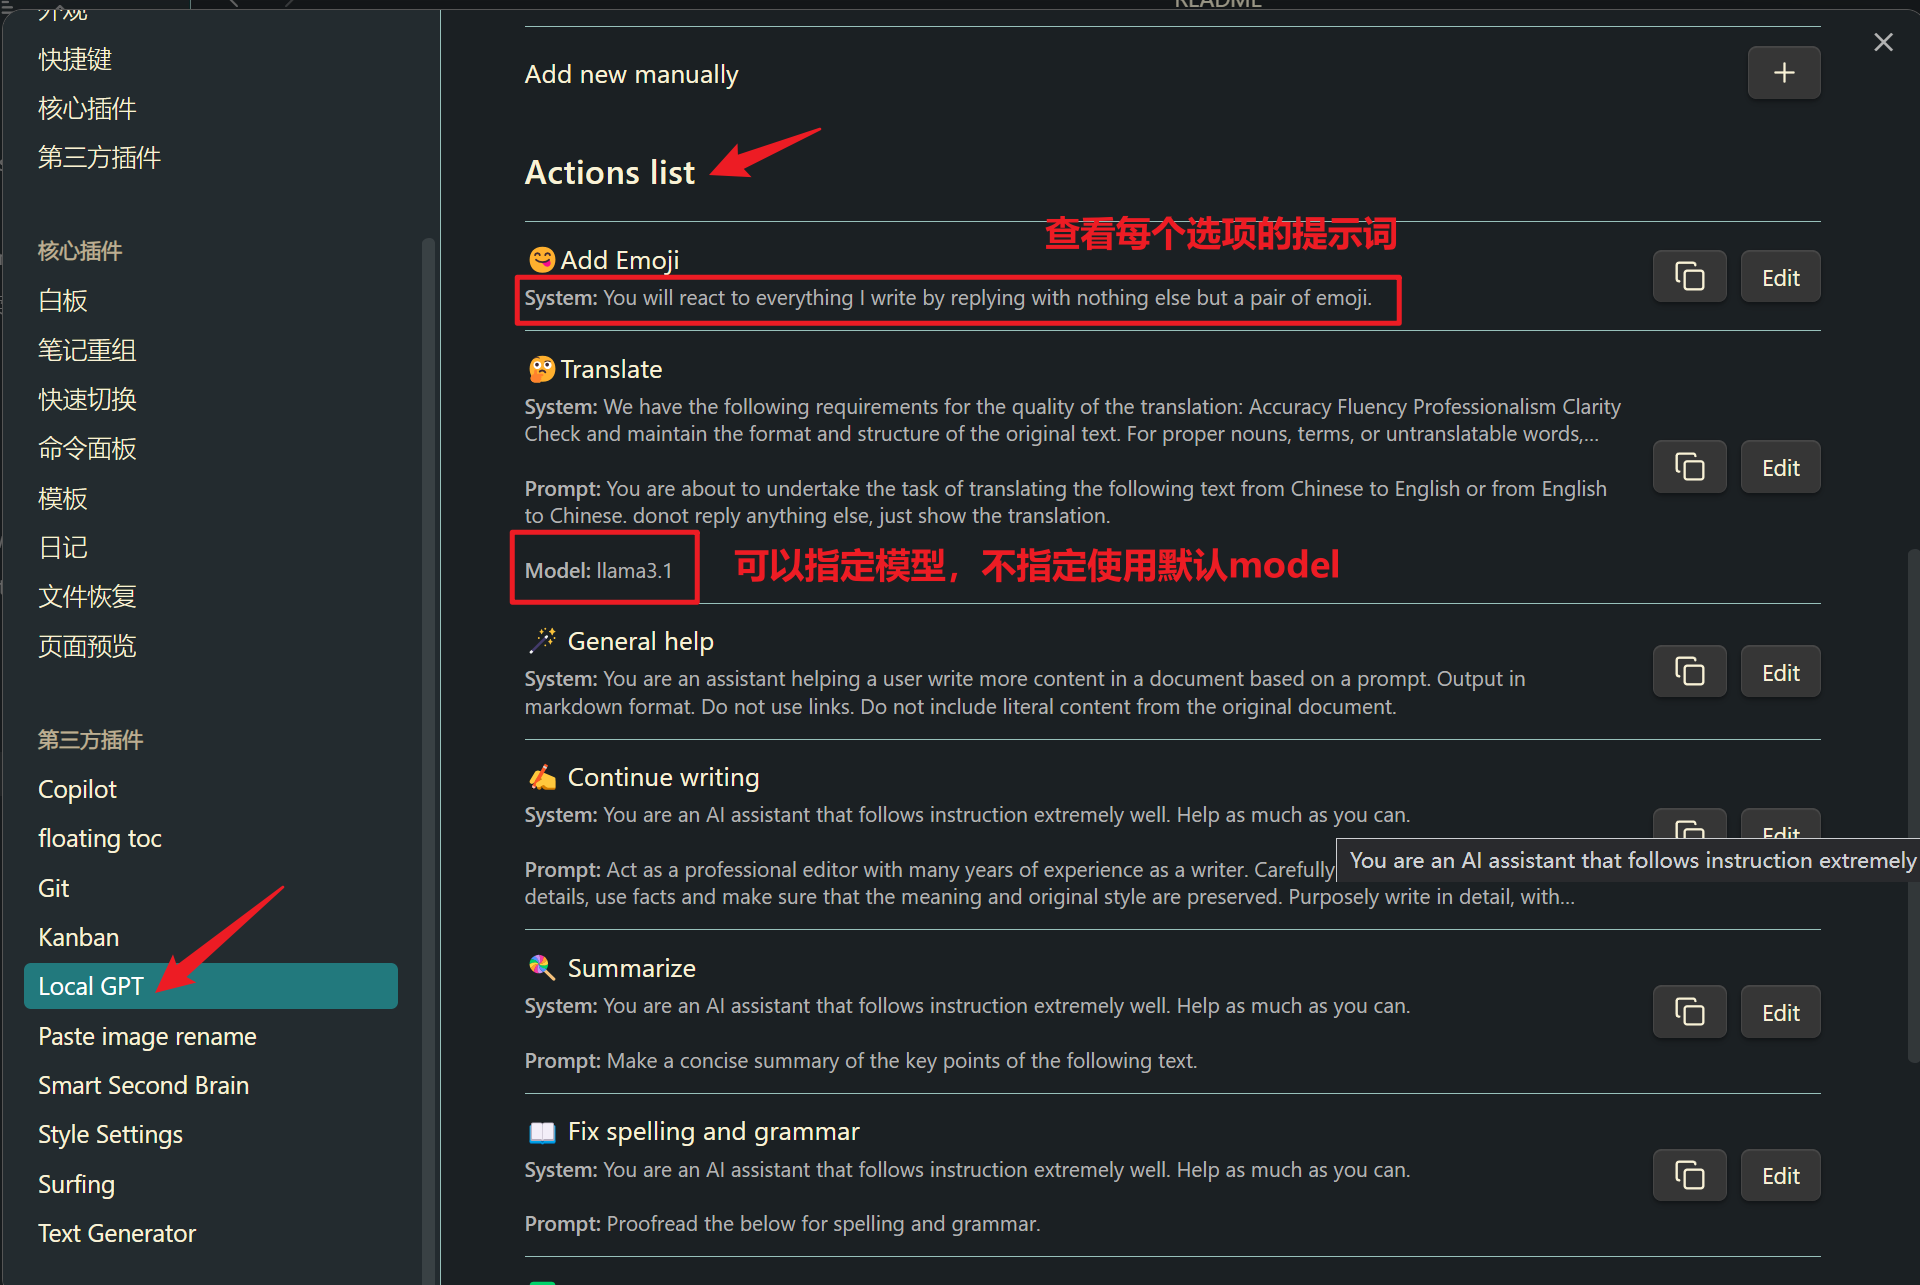 README
外观
快捷键
核心插件
第三方插件
核心插件
白板
笔记重组
快速切换
命令面板
模板
日记
文件恢复
页面预览
第三方插件
Copilot
floating toc
Git
Kanban
Local GPT
Paste image rename
Smart Second Brain
Style Settings
Surfing
Text Generator
Add new manually
Actions list
查看每个选项的提示词
😋Add Emoji
System: You will react to everything I write by replying with nothing else but a pair of emoji.
Edit
🤔Translate
System: We have the following requirements for the quality of the translation: Accuracy Fluency Professionalism Clarity
Check and maintain the format and structure of the original text. For proper nouns, terms, or untranslatable words,...
Edit
Prompt: You are about to undertake the task of translating the following text from Chinese to English or from English
to Chinese. donot reply anything else, just show the translation.
Model: llama3.1
可以指定模型，不指定使用默认model
🪄 General help
System: You are an assistant helping a user write more content in a document based on a prompt. Output in
markdown format. Do not use links. Do not include literal content from the original document.
Edit
✍️ Continue writing
System: You are an AI assistant that follows instruction extremely well. Help as much as you can.
Edit
Prompt: Act as a professional editor with many years of experience as a writer. Carefully
You are an AI assistant that follows instruction extremely
details, use facts and make sure that the meaning and original style are preserved. Purposely write in detail, with...
🍭 Summarize
System: You are an AI assistant that follows instruction extremely well. Help as much as you can.
Edit
Prompt: Make a concise summary of the key points of the following text.
📖 Fix spelling and grammar
System: You are an AI assistant that follows instruction extremely well. Help as much as you can.
Edit
Prompt: Proofread the below for spelling and grammar.